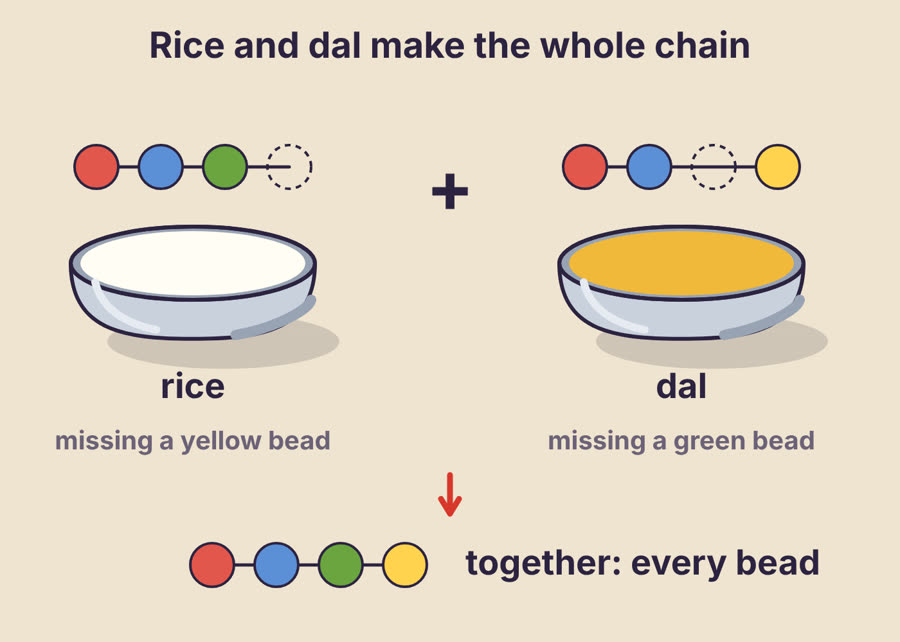 Rice and dal make the whole chain
+
rice
dal
missing a yellow bead
missing a green bead
together: every bead